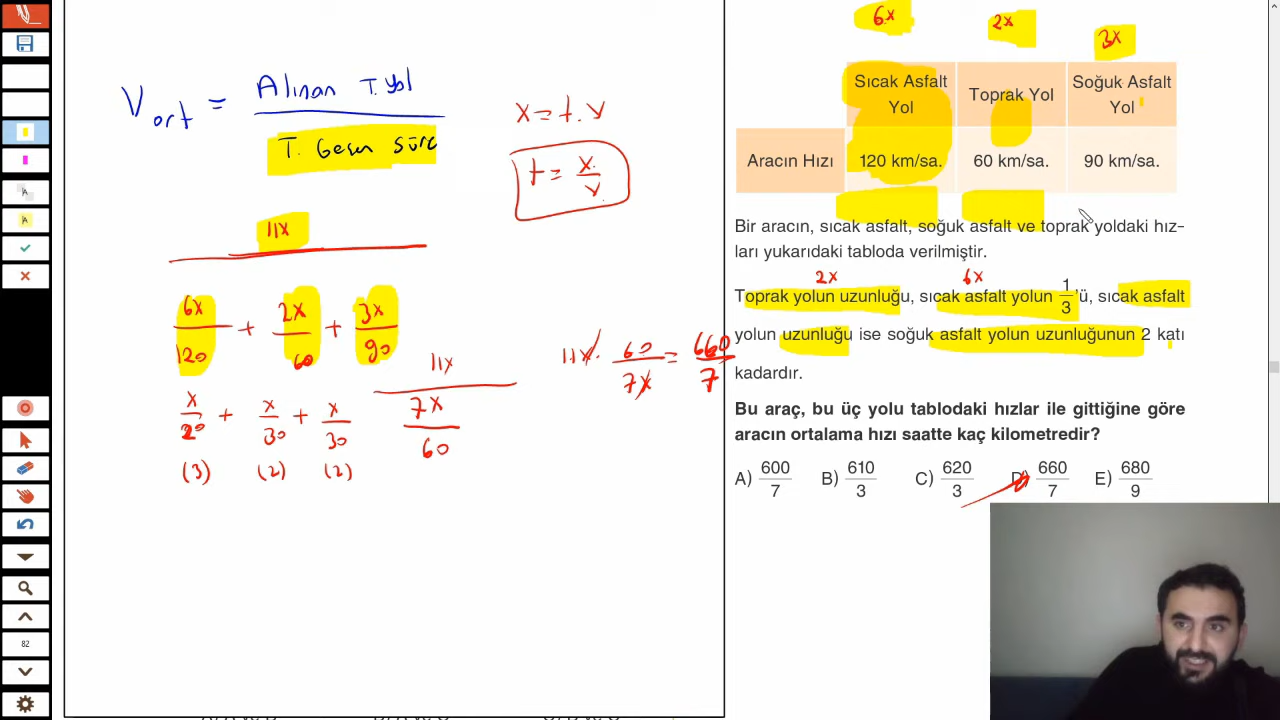 V ort = Alınan T. yol
T. Geçen Süre
x = t.v
t = x / v
11x
6x / 120 + 2x / 60 + 3x / 90
x / 20 + x / 30 + x / 30
(3) (2) (2)
11x
7x
60
11x . 60 / 7x = 660 / 7
6x 2x 3x
Sıcak Asfalt Yol Toprak Yol Soğuk Asfalt Yol
Aracın Hızı 120 km/sa. 60 km/sa. 90 km/sa.
Bir aracın, sıcak asfalt, soğuk asfalt ve toprak yoldaki hız-
ları yukarıdaki tabloda verilmiştir.
2x 6x
Toprak yolun uzunluğu, sıcak asfalt yolun 1/3 'ü, sıcak asfalt
yolun uzunluğu ise soğuk asfalt yolun uzunluğunun 2 katı
kadardır.
Bu araç, bu üç yolu tablodaki hızlar ile gittiğine göre
aracın ortalama hızı saatte kaç kilometredir?
A) 600/7 B) 610/3 C) 620/3 D) 660/7 E) 680/9
82